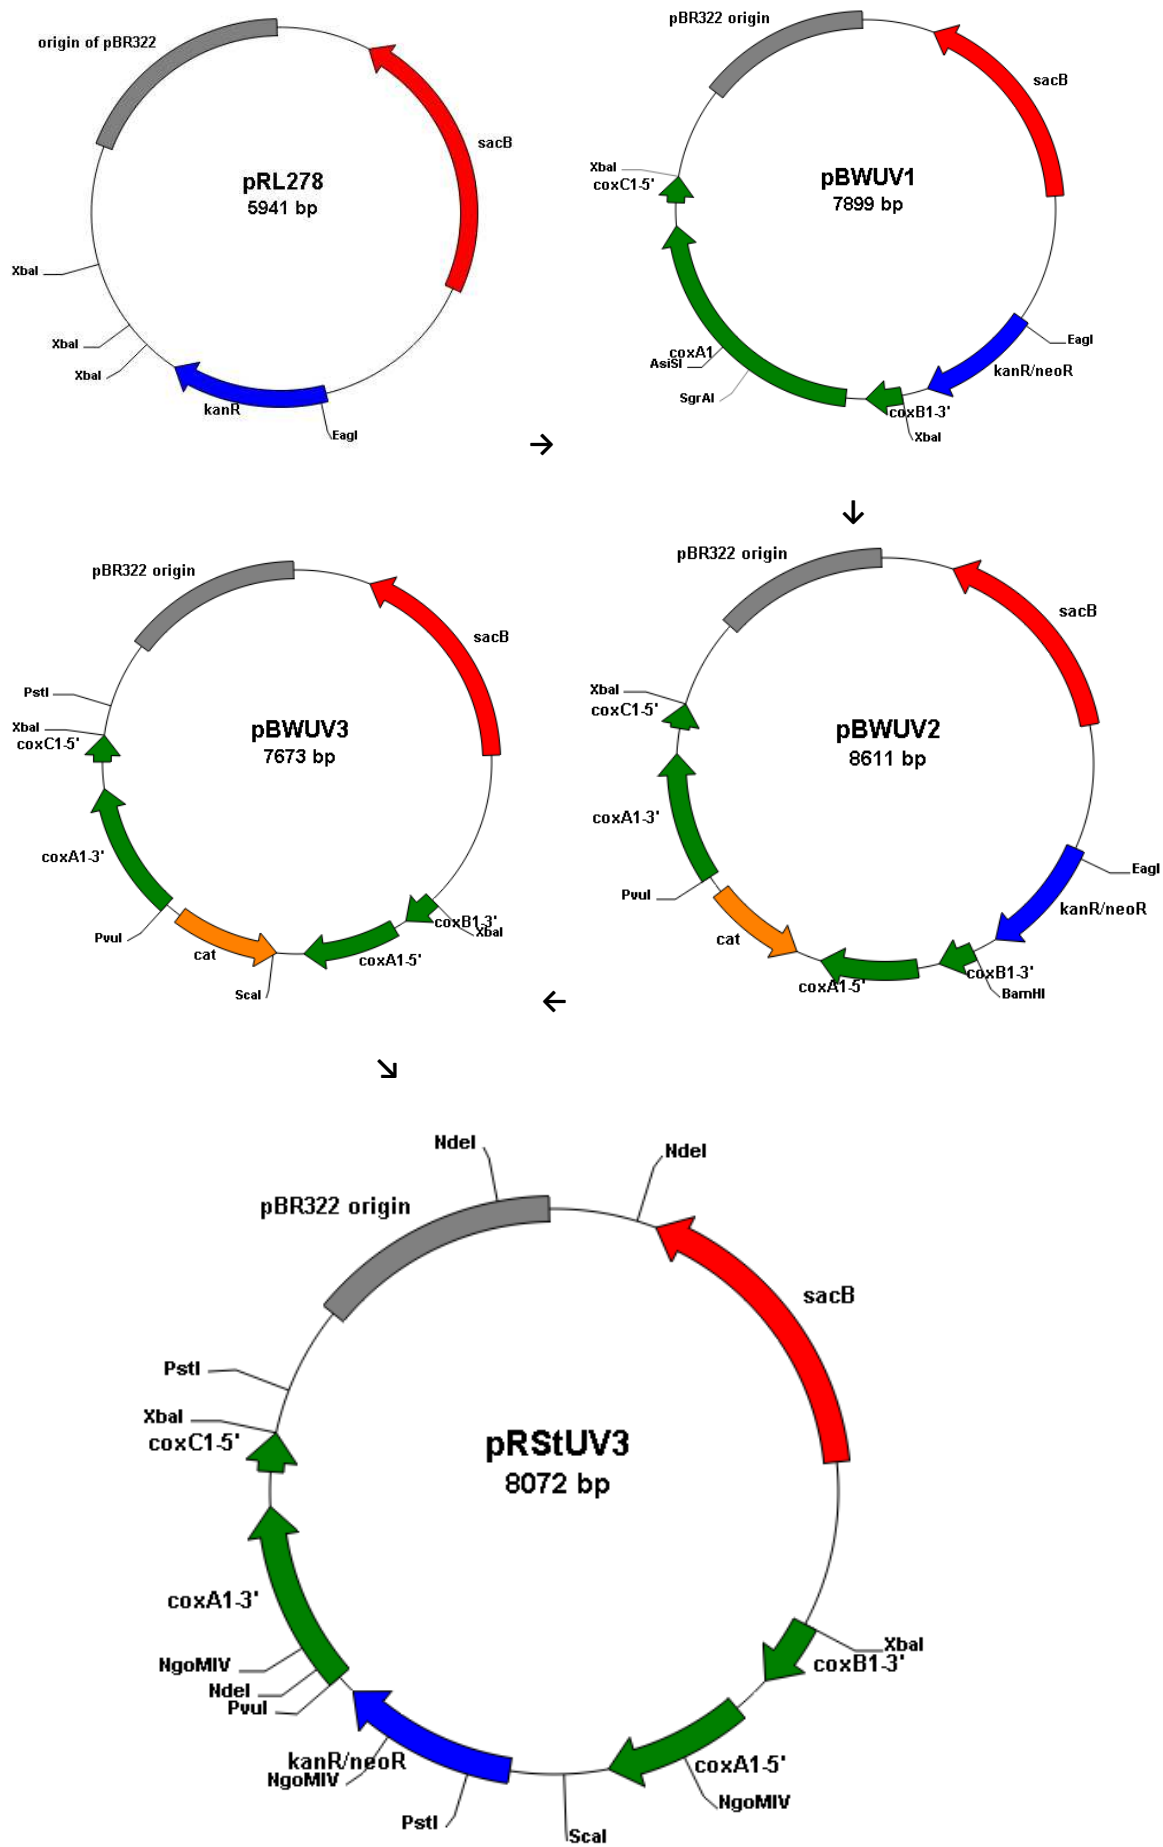 origin of pBR322
sacB
pRL278
5941 bp
XbaI
XbaI
XbaI
kanR
EagI
→
pBR322 origin
sacB
XbaI
coxC1-5'
pBWUV1
7899 bp
coxA1
AsiSI
SgrAI
EagI
kanR/neoR
coxB1-3'
XbaI
↓
pBR322 origin
sacB
PstI
XbaI
coxC1-5'
pBWUV3
7673 bp
coxA1-3'
PvuI
cat
ScaI
coxA1-5'
coxB1-3'
XbaI
←
pBR322 origin
sacB
XbaI
coxC1-5'
pBWUV2
8611 bp
coxA1-3'
PvuI
cat
EagI
kanR/neoR
coxB1-3'
coxA1-5'
BamHI
↘
NdeI
NdeI
pBR322 origin
sacB
PstI
XbaI
coxC1-5'
pRStUV3
8072 bp
coxA1-3'
NgoMIV
NdeI
PvuI
XbaI
coxB1-3'
kanR/neoR
NgoMIV
coxA1-5'
NgoMIV
PstI
ScaI